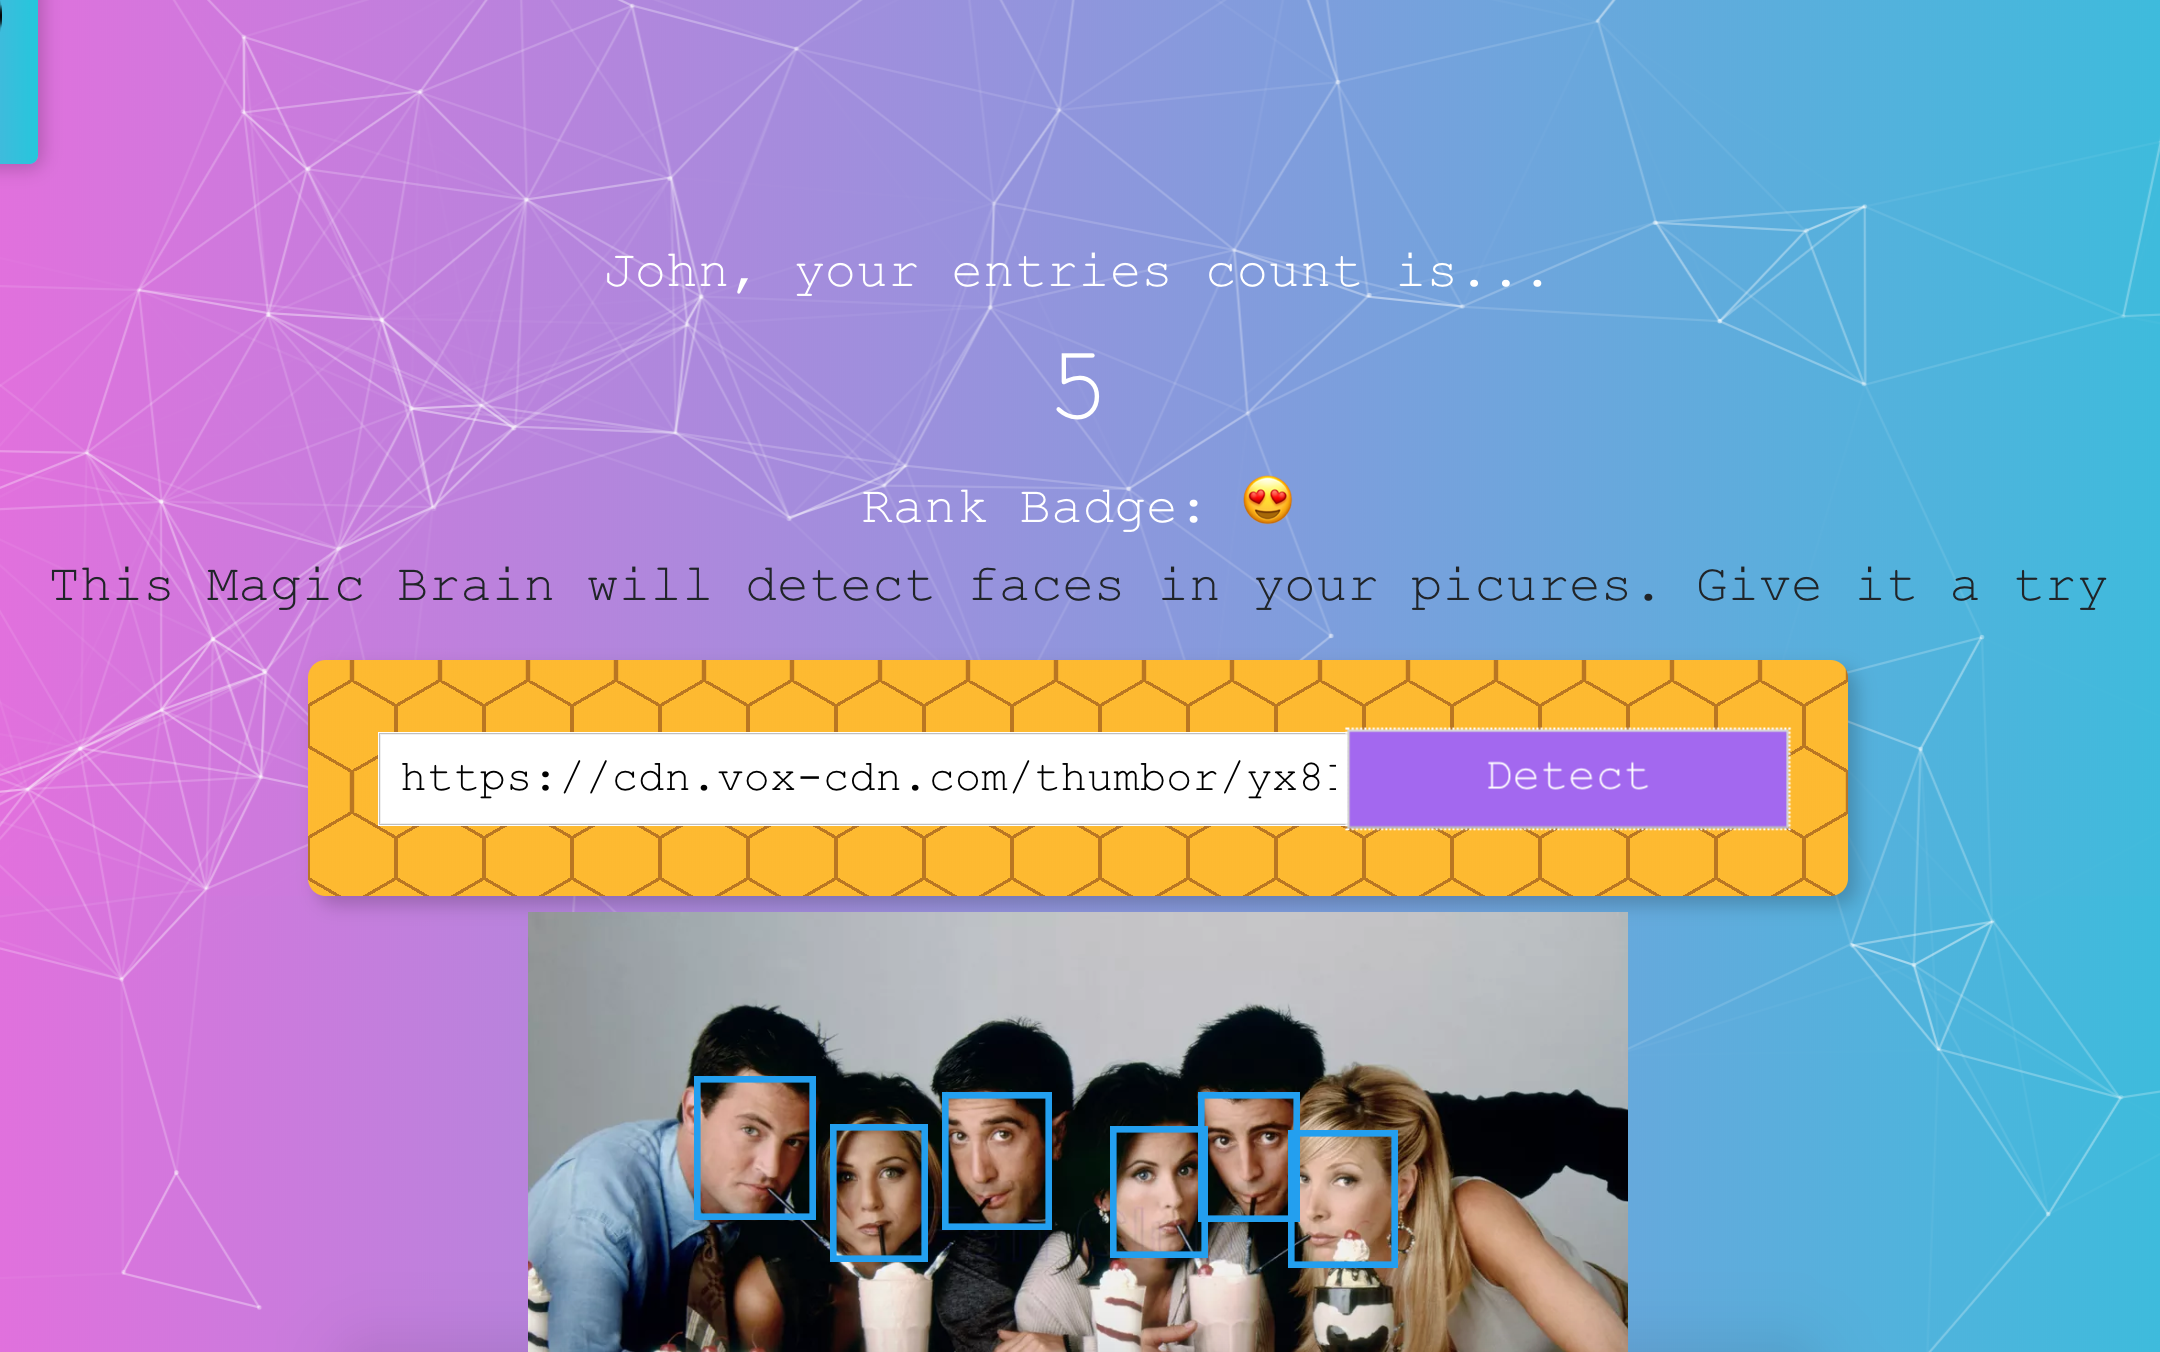 John, your entries count is...
5
Rank Badge: 😍
This Magic Brain will detect faces in your picures. Give it a try
https://cdn.vox-cdn.com/thumbor/yx8
Detect